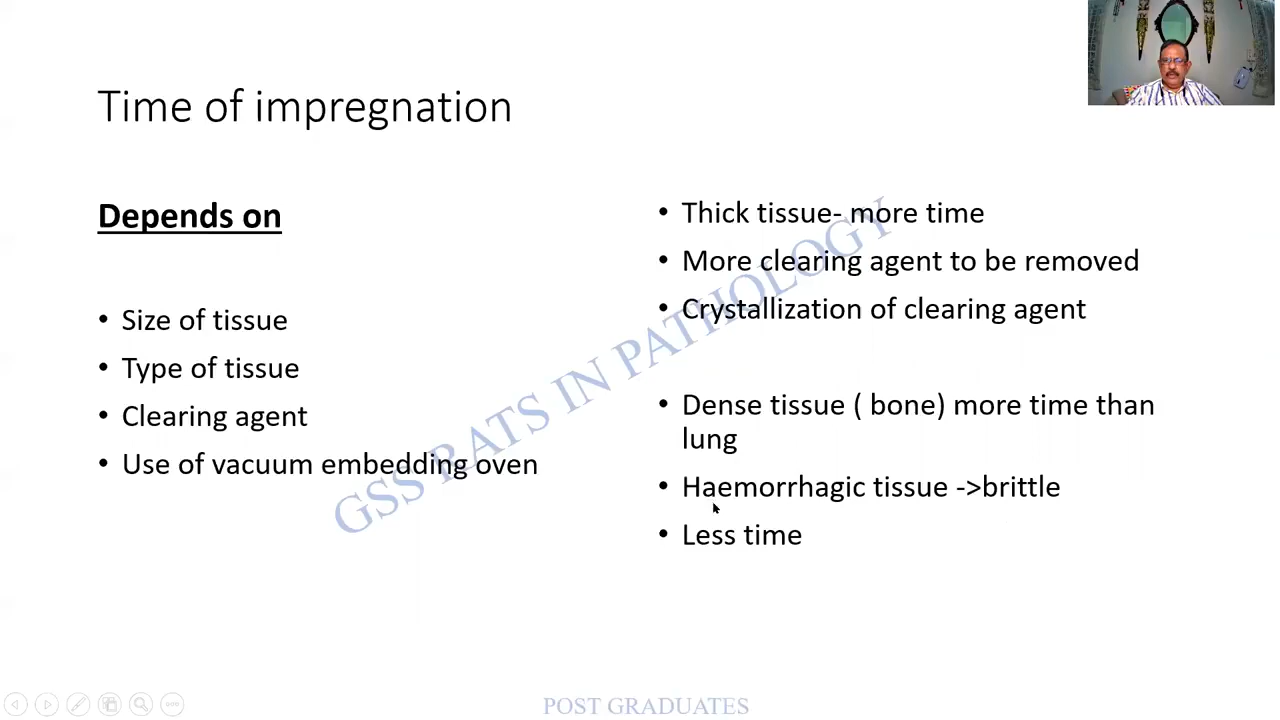 Time of impregnation
Depends on
• Size of tissue
• Type of tissue
• Clearing agent
• Use of vacuum embedding oven
• Thick tissue- more time
• More clearing agent to be removed
• Crystallization of clearing agent
• Dense tissue ( bone) more time than
lung
• Haemorrhagic tissue ->brittle
• Less time
GSS RATS IN PATHOLOGY
POST GRADUATES